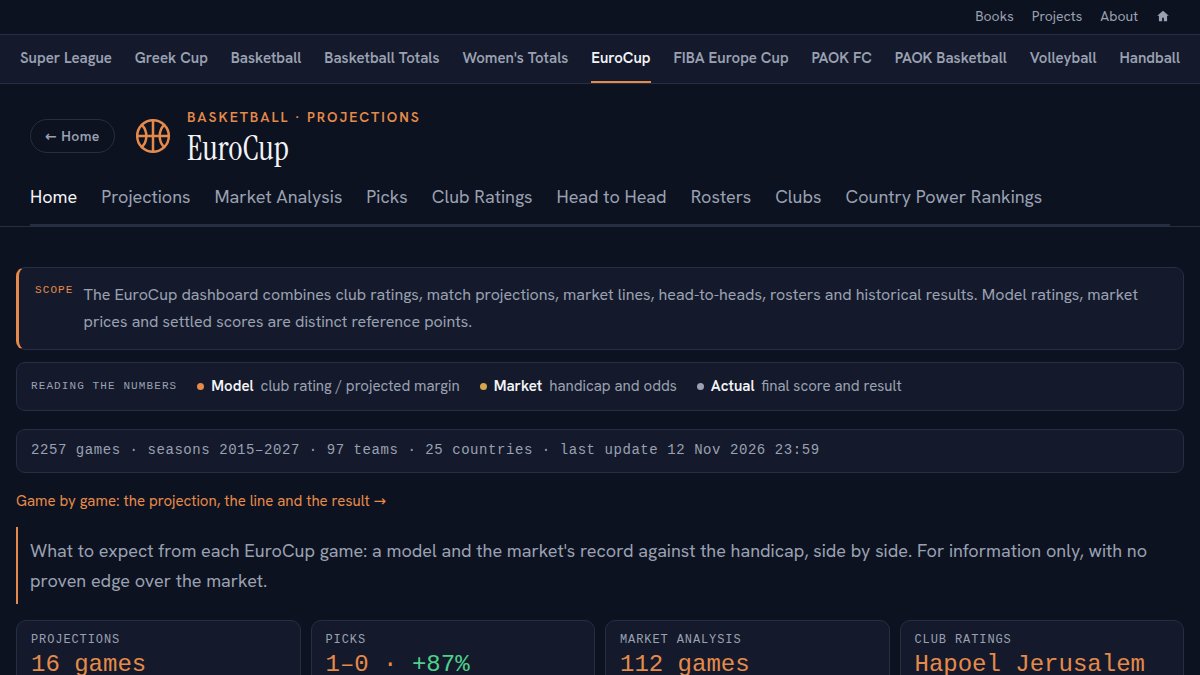 Books Projects About
Super League Greek Cup Basketball Basketball Totals Women's Totals EuroCup FIBA Europe Cup PAOK FC PAOK Basketball Volleyball Handball
← Home
BASKETBALL · PROJECTIONS
EuroCup
Home Projections Market Analysis Picks Club Ratings Head to Head Rosters Clubs Country Power Rankings
SCOPE The EuroCup dashboard combines club ratings, match projections, market lines, head-to-heads, rosters and historical results. Model ratings, market
prices and settled scores are distinct reference points.
READING THE NUMBERS Model club rating / projected margin Market handicap and odds Actual final score and result
2257 games · seasons 2015–2027 · 97 teams · 25 countries · last update 12 Nov 2026 23:59
Game by game: the projection, the line and the result →
What to expect from each EuroCup game: a model and the market's record against the handicap, side by side. For information only, with no
proven edge over the market.
PROJECTIONS PICKS MARKET ANALYSIS CLUB RATINGS
16 games 1–0 · +87% 112 games Hapoel Jerusalem